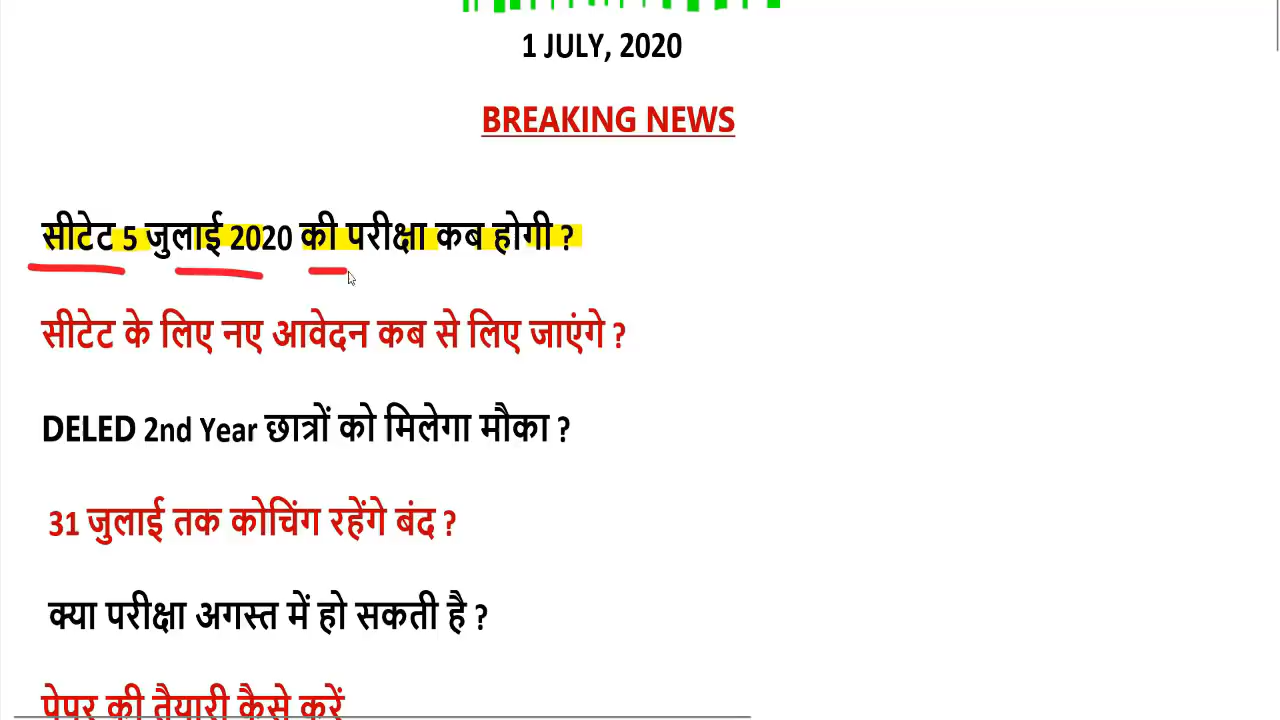 1 JULY, 2020
BREAKING NEWS
सीटेट 5 जुलाई 2020 की परीक्षा कब होगी ?
सीटेट के लिए नए आवेदन कब से लिए जाएंगे ?
DELED 2nd Year छात्रों को मिलेगा मौका ?
31 जुलाई तक कोचिंग रहेंगे बंद ?
क्या परीक्षा अगस्त में हो सकती है ?
पेपर की तैयारी कैसे करें